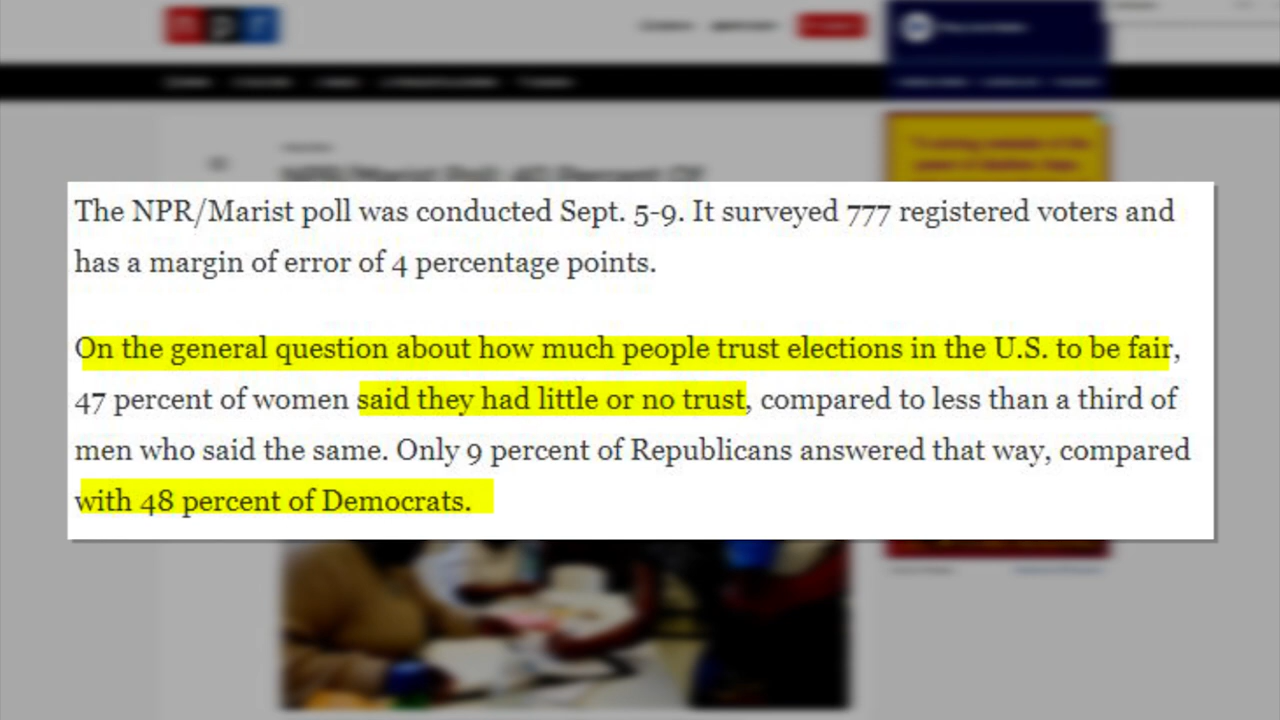 The NPR/Marist poll was conducted Sept. 5-9. It surveyed 777 registered voters and
has a margin of error of 4 percentage points.
On the general question about how much people trust elections in the U.S. to be fair,
47 percent of women said they had little or no trust, compared to less than a third of
men who said the same. Only 9 percent of Republicans answered that way, compared
with 48 percent of Democrats.